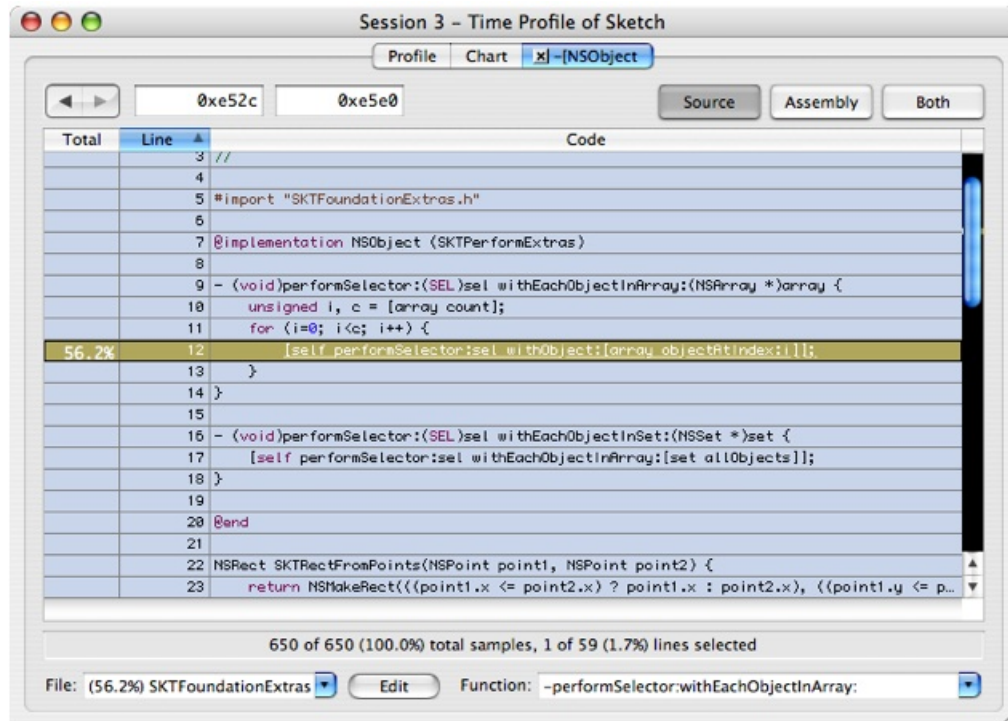 Session 3 – Time Profile of Sketch
Profile Chart -[NSObject
0xe52c 0xe5e0 Source Assembly Both
Total Line Code
3 //
4
5 #import "SKTFoundationExtras.h"
6
7 @implementation NSObject (SKTPerformExtras)
8
9 - (void)performSelector:(SEL)sel withEachObjectInArray:(NSArray *)array {
10 unsigned i, c = [array count];
11 for (i=0; i<c; i++) {
56.2% 12 [self performSelector:sel withObject:[array objectAtIndex:i]];
13 }
14 }
15
16 - (void)performSelector:(SEL)sel withEachObjectInSet:(NSSet *)set {
17 [self performSelector:sel withEachObjectInArray:[set allObjects]];
18 }
19
20 @end
21
22 NSRect SKTRectFromPoints(NSPoint point1, NSPoint point2) {
23 return NSMakeRect(((point1.x <= point2.x) ? point1.x : point2.x), ((point1.y <= p...
650 of 650 (100.0%) total samples, 1 of 59 (1.7%) lines selected
File: (56.2%) SKTFoundationExtras Edit Function: -performSelector:withEachObjectInArray: